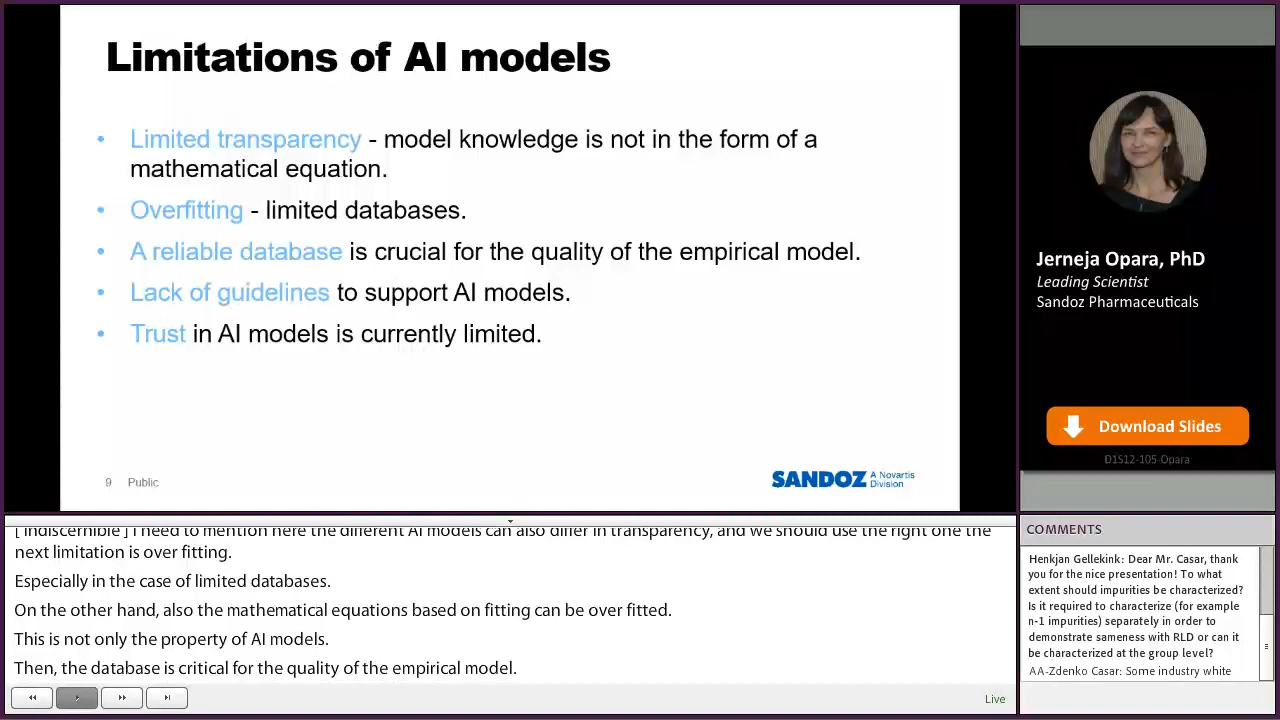 Limitations of AI models
• Limited transparency - model knowledge is not in the form of a
mathematical equation.
• Overfitting - limited databases.
• A reliable database is crucial for the quality of the empirical model.
• Lack of guidelines to support AI models.
• Trust in AI models is currently limited.
9 Public
SANDOZ A Novartis
Division
Jerneja Opara, PhD
Leading Scientist
Sandoz Pharmaceuticals
Download Slides
D1S12-105-Opara
[ Indiscernible ] I need to mention here the different AI models can also differ in transparency, and we should use the right one the
next limitation is over fitting.
Especially in the case of limited databases.
On the other hand, also the mathematical equations based on fitting can be over fitted.
This is not only the property of AI models.
Then, the database is critical for the quality of the empirical model.
Live
COMMENTS
Henkjan Gellekink: Dear Mr. Casar, thank
you for the nice presentation! To what
extent should impurities be characterized?
Is it required to characterize (for example
n-1 impurities) separately in order to
demonstrate sameness with RLD or can it
be characterized at the group level?
AA-Zdenko Casar: Some industry white